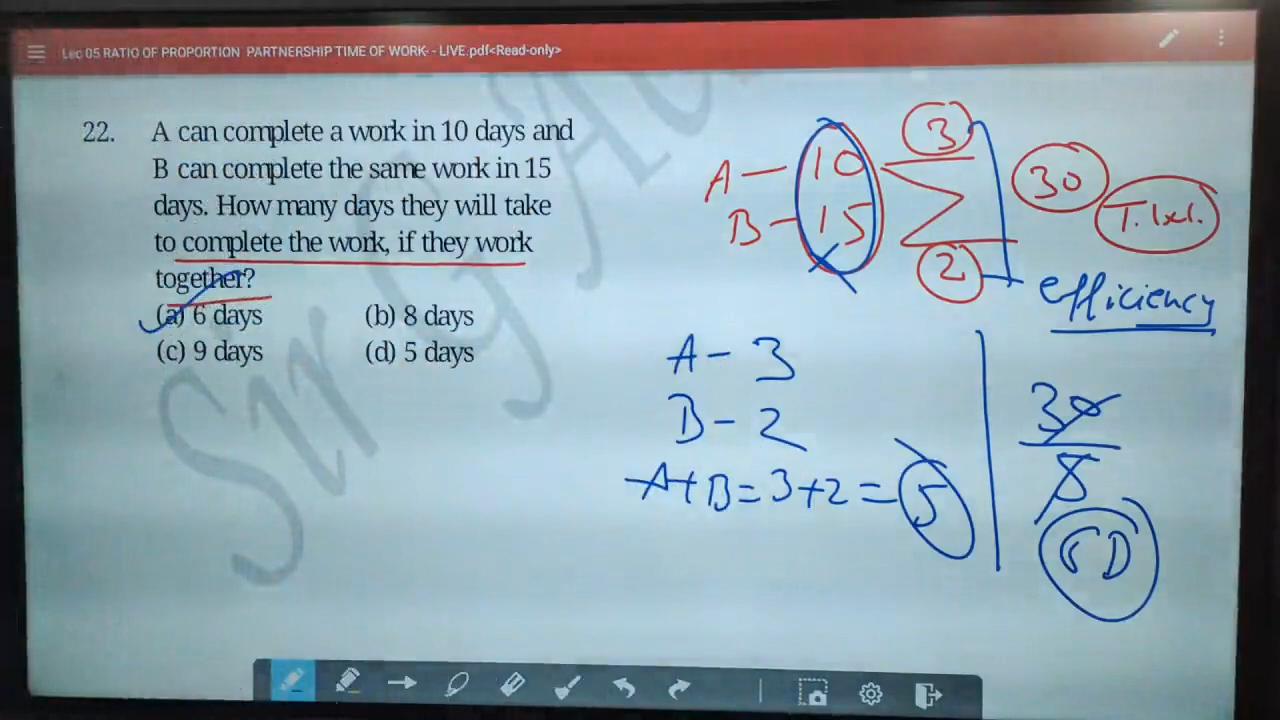 Lec 05 RATIO OF PROPORTION PARTNERSHIP TIME OF WORK- - LIVE.pdf<Read-only>
22. A can complete a work in 10 days and
B can complete the same work in 15
days. How many days they will take
to complete the work, if they work
together?
(a) 6 days (b) 8 days
(c) 9 days (d) 5 days
A - 10 3
B - 15 2
30
efficiency
A - 3
B - 2
A+B=3+2=5
30
5
6D